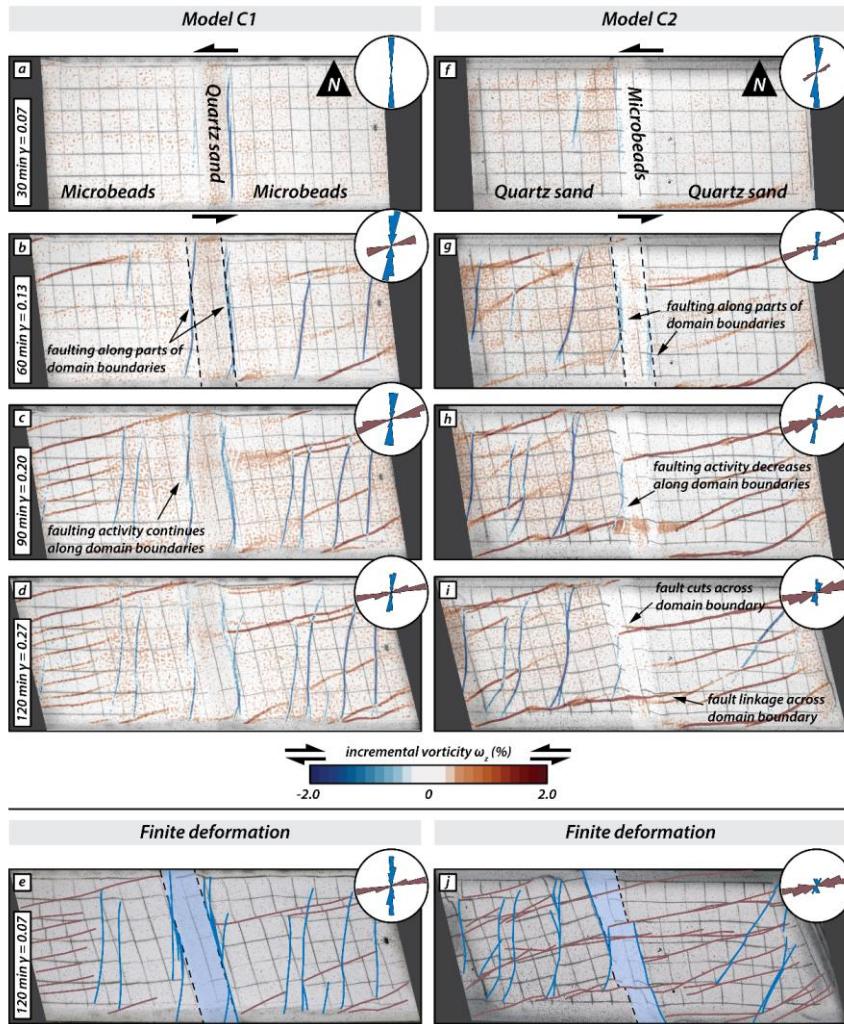 Model C1
Model C2
a
N
Quartz sand
Microbeads
Microbeads
30 min γ = 0.07
f
N
Microbeads
Quartz sand
Quartz sand
b
60 min γ = 0.13
faulting along parts of
domain boundaries
g
faulting along parts of
domain boundaries
c
90 min γ = 0.20
faulting activity continues
along domain boundaries
h
faulting activity decreases
along domain boundaries
d
120 min γ = 0.27
i
fault cuts across
domain boundary
fault linkage across
domain boundary
incremental vorticity ω_z (%)
-2.0
0
2.0
Finite deformation
Finite deformation
e
120 min γ = 0.07
j